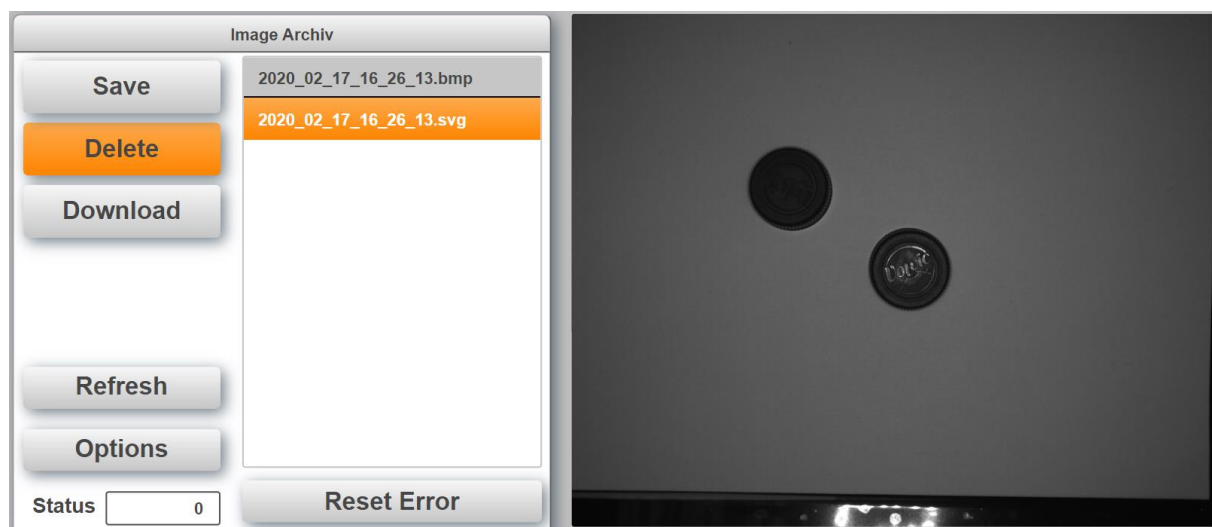 Image Archiv
Save
Delete
Download
Refresh
Options
Status 0
2020_02_17_16_26_13.bmp
2020_02_17_16_26_13.svg
Reset Error